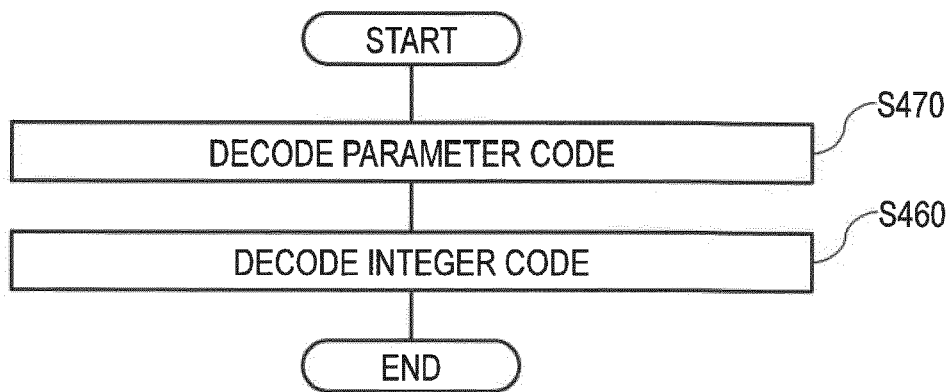 START
S470
DECODE PARAMETER CODE
S460
DECODE INTEGER CODE
END